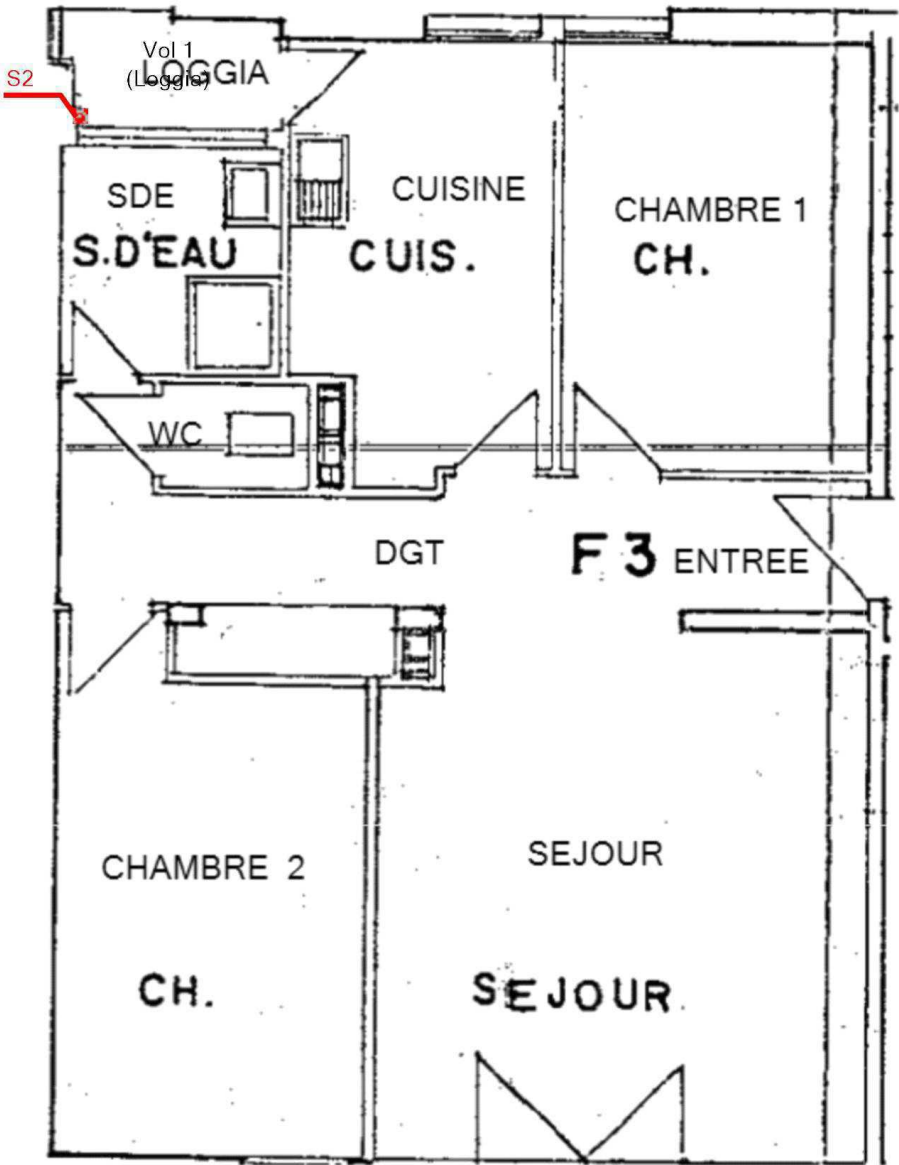 Vol 1
LOGGIA
(Loggia)
S2
SDE
CUISINE
CHAMBRE 1
S.D'EAU
CUIS.
CH.
WC
DGT
F 3
ENTREE
CHAMBRE 2
SEJOUR
CH.
SEJOUR